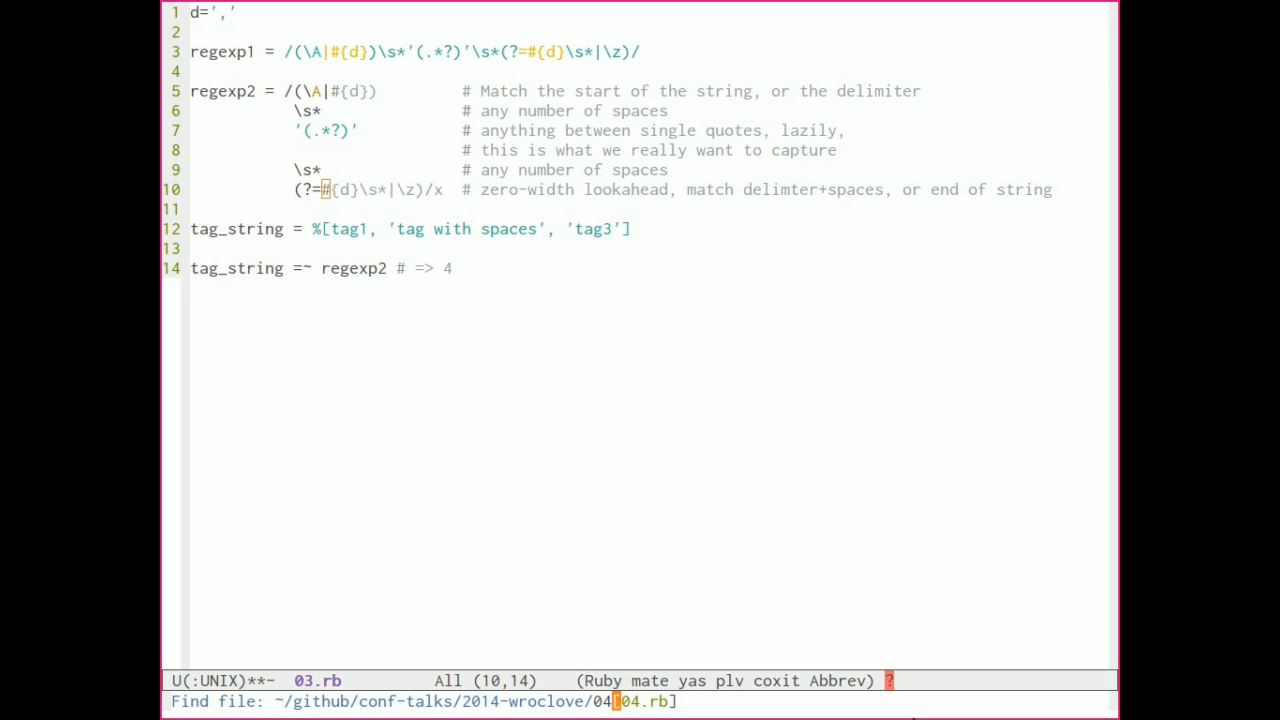 1 d=','
2
3 regexp1 = /(\A|#{d})\s*'(.*?)'\s*(?=#{d}\s*|\z)/
4
5 regexp2 = /(\A|#{d})         # Match the start of the string, or the delimiter
6            \s*               # any number of spaces
7            '(.*?)'           # anything between single quotes, lazily,
8                              # this is what we really want to capture
9            \s*               # any number of spaces
10            (?=#{d}\s*|\z)/x  # zero-width lookahead, match delimter+spaces, or end of string
11
12 tag_string = %[tag1, 'tag with spaces', 'tag3']
13
14 tag_string =~ regexp2 # => 4
U(:UNIX)**-  03.rb          All (10,14)    (Ruby mate yas plv coxit Abbrev) ?
Find file: ~/github/conf-talks/2014-wroclove/04[04.rb]